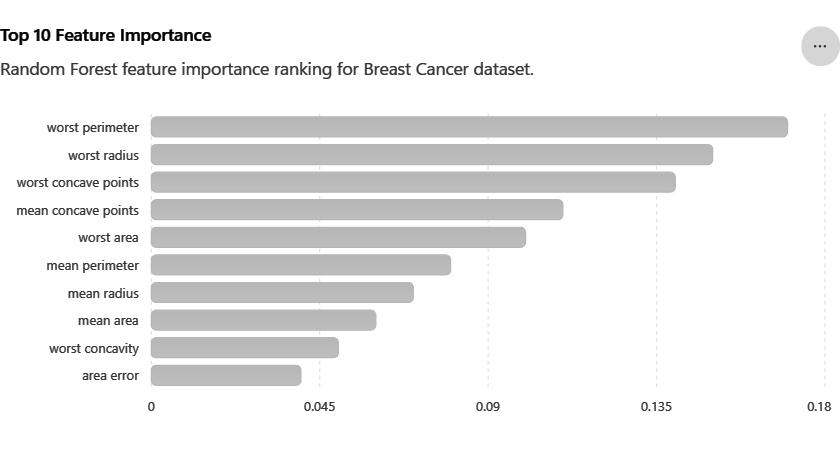 Top 10 Feature Importance
Random Forest feature importance ranking for Breast Cancer dataset.
worst perimeter
worst radius
worst concave points
mean concave points
worst area
mean perimeter
mean radius
mean area
worst concavity
area error
0 0.045 0.09 0.135 0.18